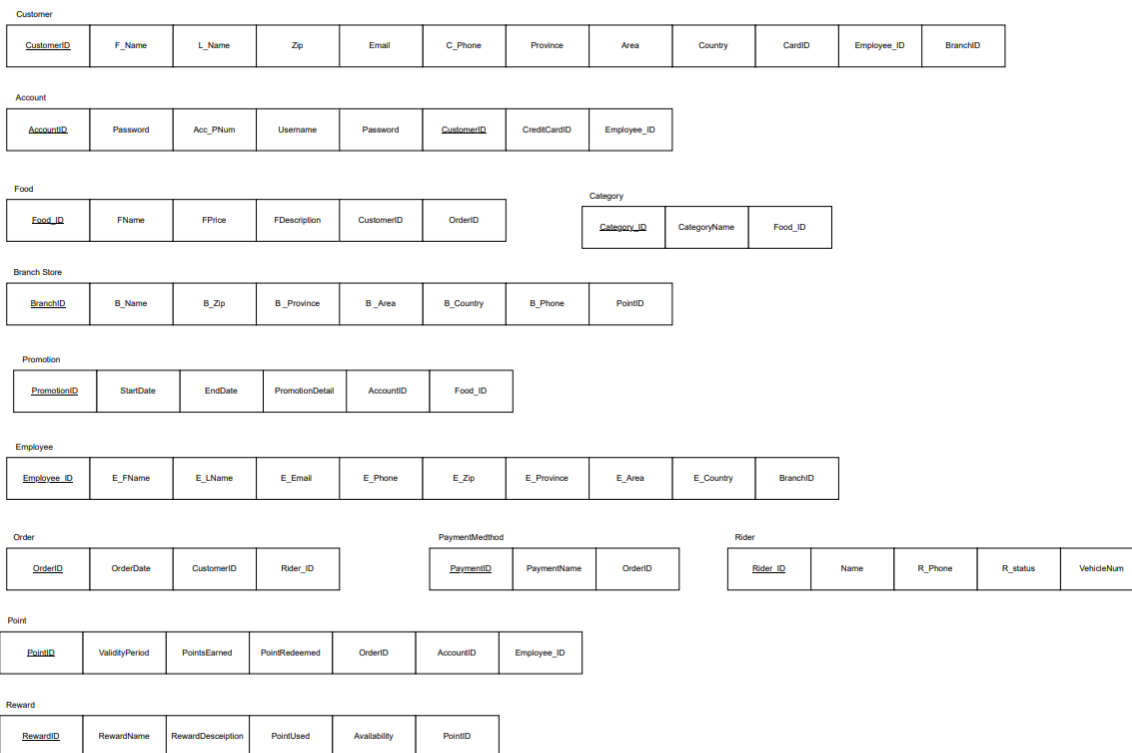 Customer
CustomerID F_Name L_Name Zip Email C_Phone Province Area Country CardID Employee_ID BranchID
Account
AccountID Password Acc_PNum Username Password CustomerID CreditCardID Employee_ID
Food
Food_ID FName FPrice FDescription CustomerID OrderID
Category
Category_ID CategoryName Food_ID
Branch Store
BranchID B_Name B_Zip B _Province B _Area B_Country B_Phone PointID
Promotion
PromotionID StartDate EndDate PromotionDetail AccountID Food_ID
Employee
Employee_ID E_FName E_LName E_Email E_Phone E_Zip E_Province E_Area E_Country BranchID
Order
OrderID OrderDate CustomerID Rider_ID
PaymentMedthod
PaymentID PaymentName OrderID
Rider
Rider_ID Name R_Phone R_status VehicleNum
Point
PointID ValidityPeriod PointsEarned PointRedeemed OrderID AccountID Employee_ID
Reward
RewardID RewardName RewardDesceiption PointUsed Availability PointID